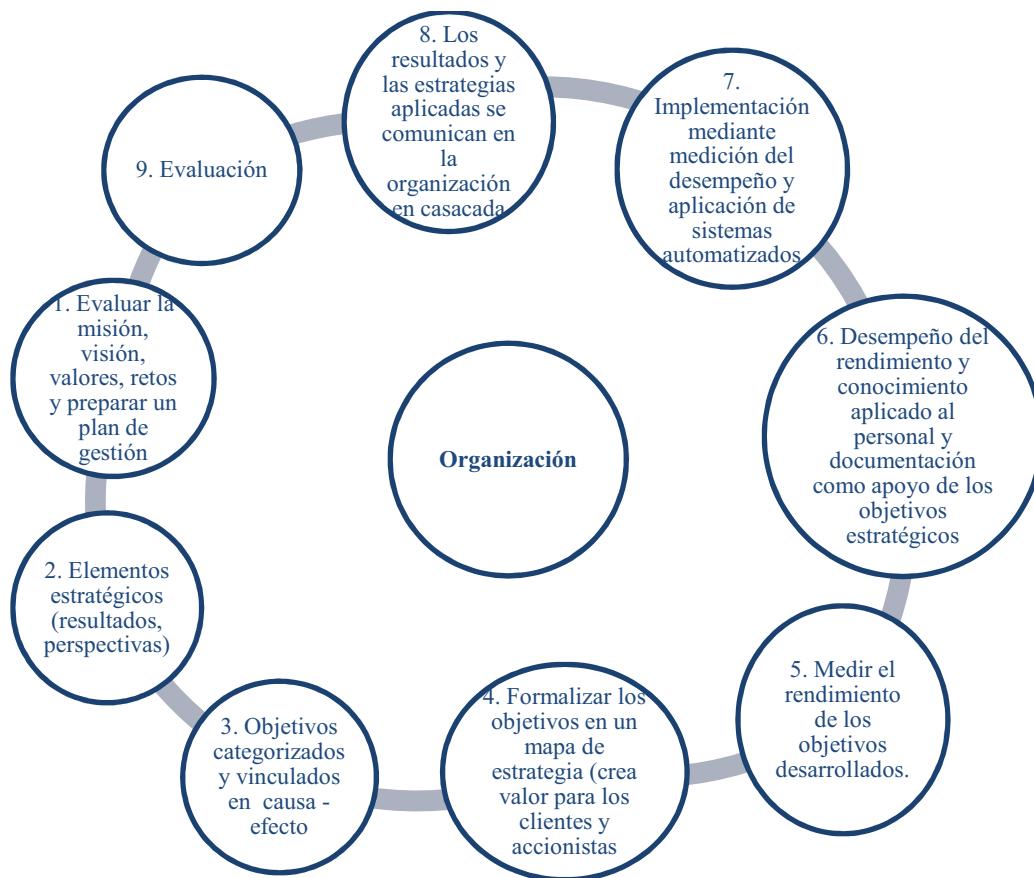 8. Los
resultados y
las estrategias
aplicadas se
comunican en
la
organización
en casacada
7.
Implementación
mediante
medición del
desempeño y
aplicación de
sistemas
automatizados
9. Evaluación
1. Evaluar la
misión,
visión,
valores, retos
y preparar un
plan de
gestión
6. Desempeño del
rendimiento y
conocimiento
aplicado al
personal y
documentación
como apoyo de los
objetivos
estratégicos
Organización
2. Elementos
estratégicos
(resultados,
perspectivas)
5. Medir el
rendimiento
de los
objetivos
desarrollados.
4. Formalizar los
objetivos en un
mapa de
estrategia (crea
valor para los
clientes y
accionistas
3. Objetivos
categorizados
y vinculados
en causa -
efecto